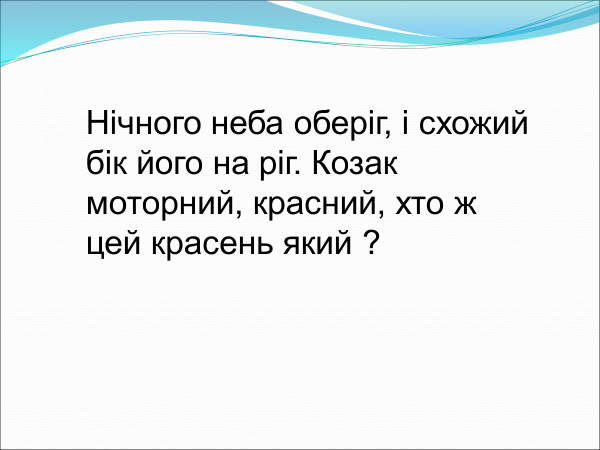 Нічного неба оберіг, і схожий
бік його на ріг. Козак
моторний, красний, хто ж
цей красень який ?